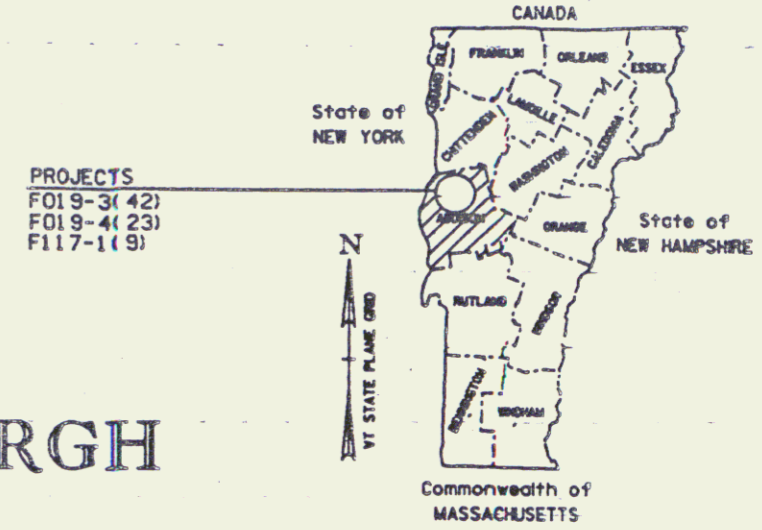 CANADA
FRANKLIN
ORLEANS
ESSEX
GRAND ISLE
State of
NEW YORK
LAMOILLE
CHITTENDEN
CALEDONIA
WASHINGTON
PROJECTS
F019-3( 42)
F019-4( 23)
F117-1( 9)
ADDISON
ORANGE
State of
NEW HAMPSHIRE
N
VT STATE PLANE GRID
RUTLAND
WINDSOR
BENNINGTON
WINDHAM
RGH
Commonwealth of
MASSACHUSETTS